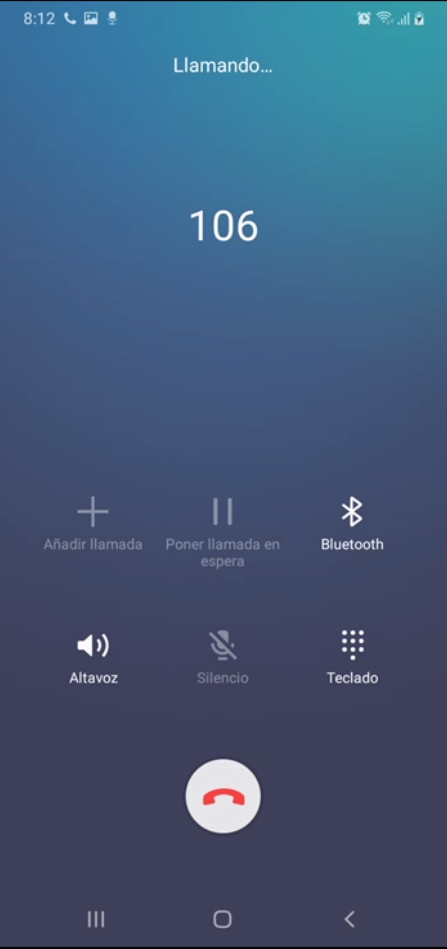 8:12
Llamando...
106
Añadir llamada
Poner llamada en
espera
Bluetooth
Altavoz
Silencio
Teclado